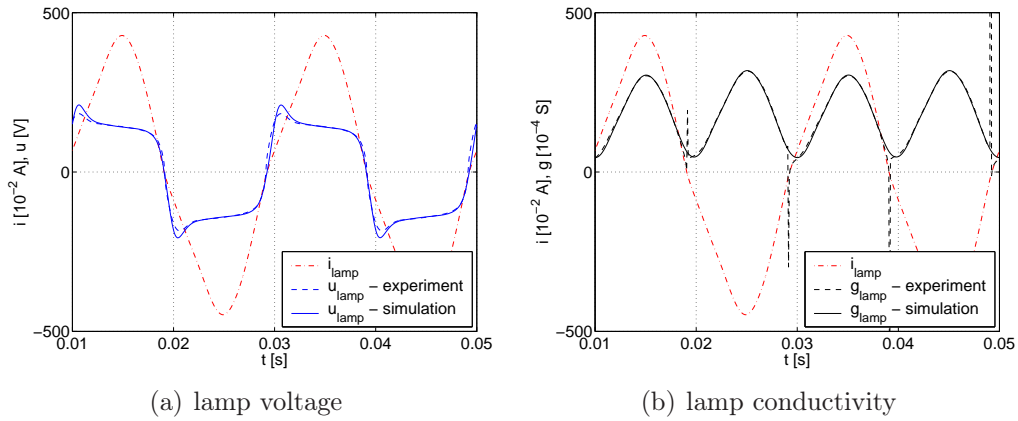 500
0
−500
i [10⁻² A], u [V]
i_lamp
u_lamp − experiment
u_lamp − simulation
0.01 0.02 0.03 0.04 0.05
t [s]
(a) lamp voltage
500
0
−500
i [10⁻² A], g [10⁻⁴ S]
i_lamp
g_lamp − experiment
g_lamp − simulation
0.01 0.02 0.03 0.04 0.05
t [s]
(b) lamp conductivity